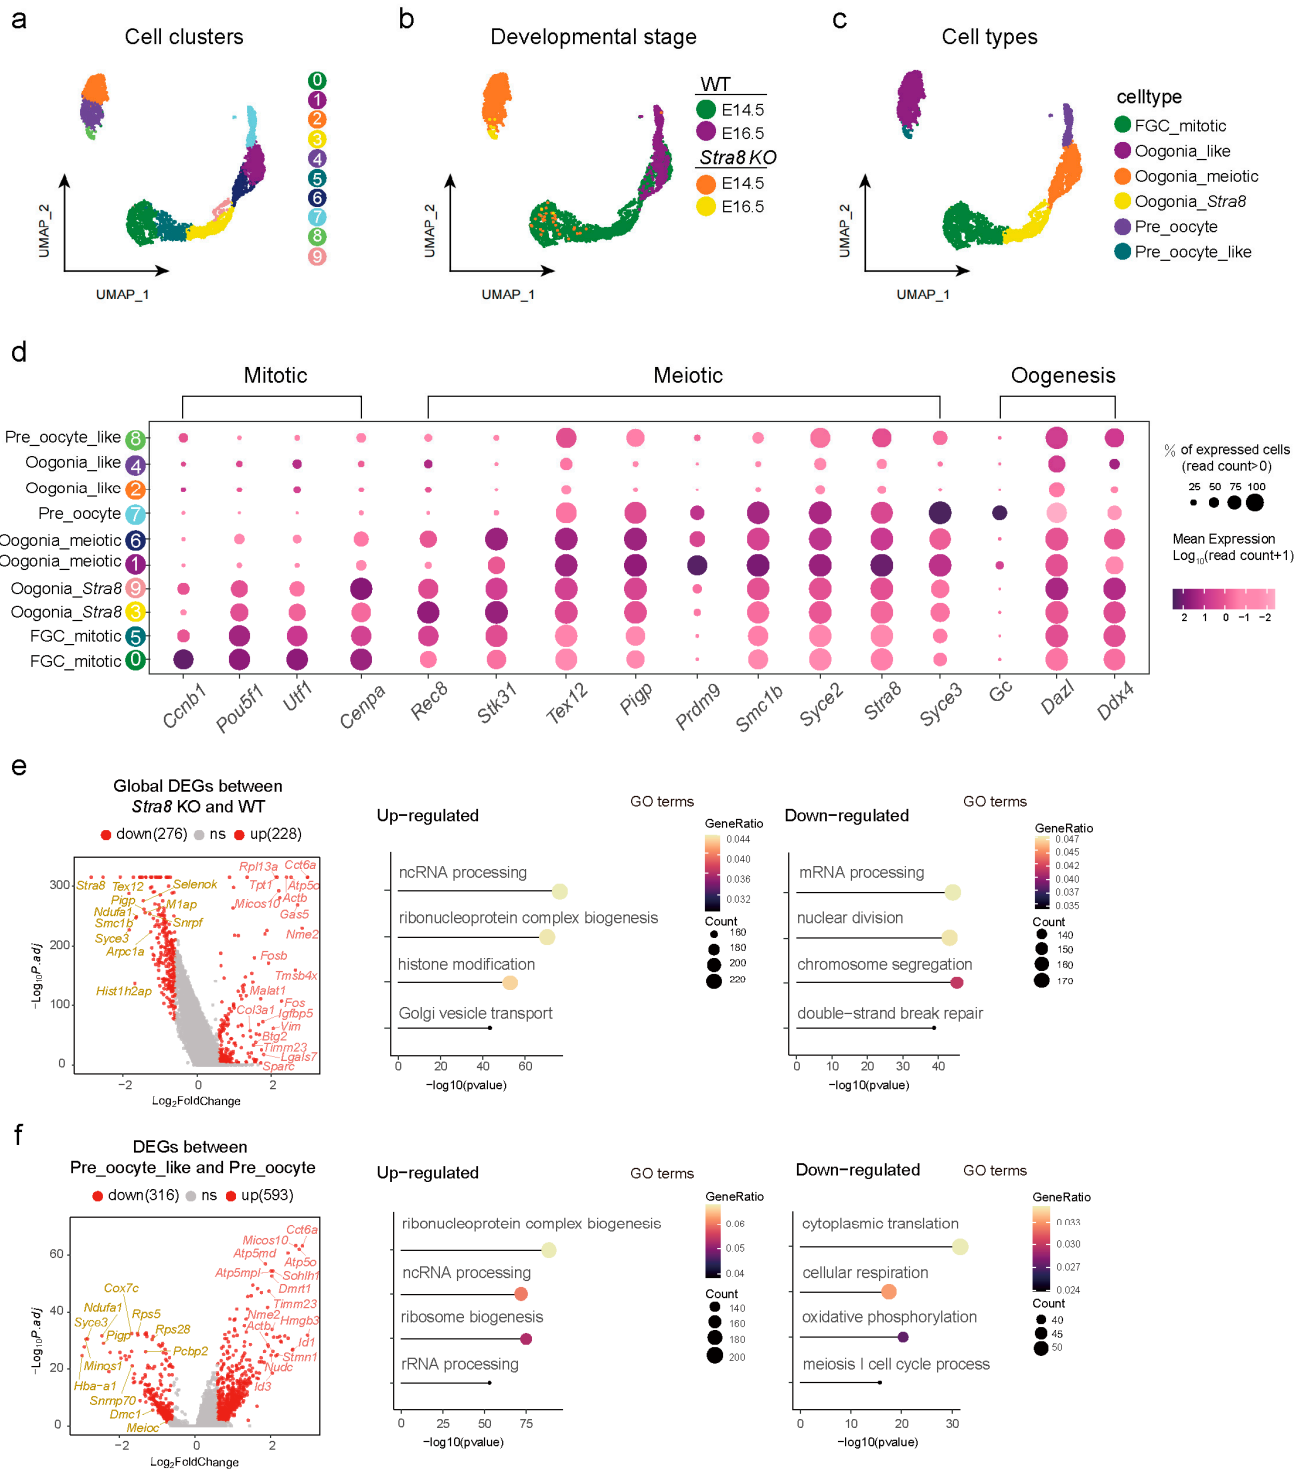 a
Cell clusters
0
1
2
3
4
5
6
7
8
9
UMAP_2
UMAP_1
b
Developmental stage
WT
E14.5
E16.5
Stra8 KO
E14.5
E16.5
UMAP_2
UMAP_1
c
Cell types
celltype
FGC_mitotic
Oogonia_like
Oogonia_meiotic
Oogonia_Stra8
Pre_oocyte
Pre_oocyte_like
UMAP_2
UMAP_1
d
Mitotic
Meiotic
Oogenesis
Pre_oocyte_like 8
Oogonia_like 4
Oogonia_like 2
Pre_oocyte 7
Oogonia_meiotic 6
Oogonia_meiotic 1
Oogonia_Stra8 9
Oogonia_Stra8 3
FGC_mitotic 5
FGC_mitotic 0
Ccnb1 Pou5f1 Utf1 Cenpa Rec8 Stk31 Tex12 Pigp Prdm9 Smc1b Syce2 Stra8 Syce3 Gc Dazl Ddx4
% of expressed cells
(read count>0)
25 50 75 100
Mean Expression
Log10(read count+1)
2 1 0 −1 −2
e
Global DEGs between
Stra8 KO and WT
down(276) ns up(228)
300
200
100
0
−Log10P.adj
−2 0 2
Log2FoldChange
Stra8
Tex12
Selenok
Pigp
M1ap
Ndufa1
Smc1b
Snrpf
Syce3
Arpc1a
Hist1h2ap
Rpl13a
Cct6a
Tpt1
Atp5o
Micos10
Actb
Gas5
Nme2
Fosb
Tmsb4x
Malat1
Fos
Col3a1
Igfbp5
Vim
Btg2
Timm23
Lgals7
Sparc
Up−regulated
GO terms
ncRNA processing
ribonucleoprotein complex biogenesis
histone modification
Golgi vesicle transport
0 20 40 60
−log10(pvalue)
GeneRatio
0.044
0.040
0.036
0.032
Count
160
180
200
220
Down−regulated
GO terms
mRNA processing
nuclear division
chromosome segregation
double−strand break repair
0 10 20 30 40
−log10(pvalue)
GeneRatio
0.047
0.045
0.043
0.040
0.037
0.035
Count
140
150
160
170
f
DEGs between
Pre_oocyte_like and Pre_oocyte
down(316) ns up(593)
60
40
20
0
−Log10P.adj
−2 0 2
Log2FoldChange
Cox7c
Ndufa1
Rps5
Syce3
Pigp
Rps28
Pcbp2
Minos1
Hba−a1
Snrnp70
Dmc1
Meioc
Cct6a
Micos10
Atp5md
Atp5o
Atp5mpl
Sohlh1
Dmrt1
Timm23
Nme2
Hmgb3
Actb
Id1
Stmn1
Nudc
Id3
Up−regulated
GO terms
ribonucleoprotein complex biogenesis
ncRNA processing
ribosome biogenesis
rRNA processing
0 25 50 75
−log10(pvalue)
GeneRatio
0.06
0.05
0.04
Count
140
160
180
200
Down−regulated
GO terms
cytoplasmic translation
cellular respiration
oxidative phosphorylation
meiosis I cell cycle process
0 10 20 30
−log10(pvalue)
GeneRatio
0.033
0.030
0.027
0.024
Count
40
45
50